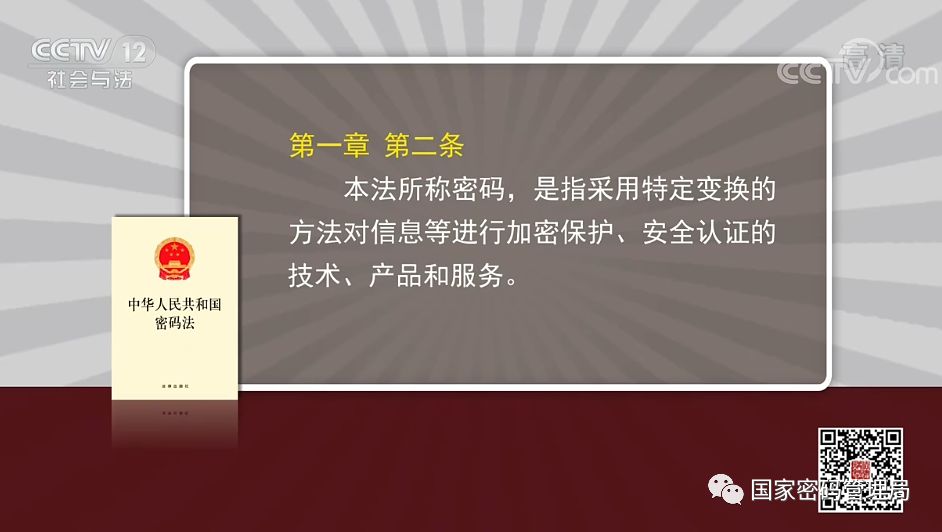 CCTV 12
社会与法
高清
CCTV.com
第一章 第二条
本法所称密码，是指采用特定变换的
方法对信息等进行加密保护、安全认证的
技术、产品和服务。
中华人民共和国
密码法
法律出版社
国家密码管理局